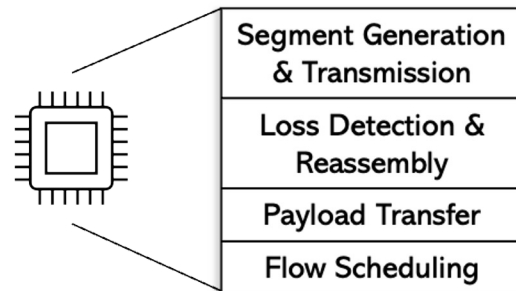 Segment Generation
& Transmission
Loss Detection &
Reassembly
Payload Transfer
Flow Scheduling